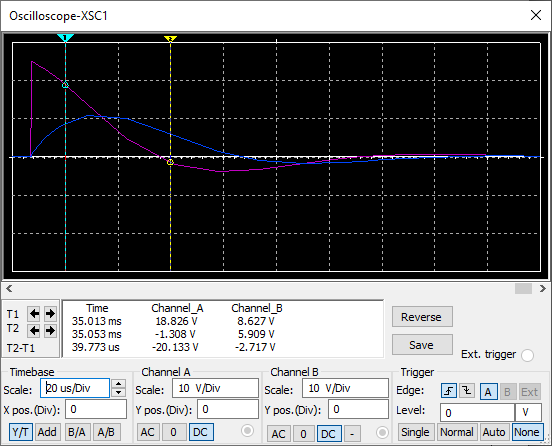 Oscilloscope-XSC1
1
2
Time Channel_A Channel_B
T1 35.013 ms 18.826 V 8.627 V
T2 35.053 ms -1.308 V 5.909 V
T2-T1 39.773 us -20.133 V -2.717 V
Reverse
Save
Ext. trigger
Timebase
Scale: 20 us/Div
X pos.(Div): 0
Y/T Add B/A A/B
Channel A
Scale: 10 V/Div
Y pos.(Div): 0
AC 0 DC
Channel B
Scale: 10 V/Div
Y pos.(Div): 0
AC 0 DC -
Trigger
Edge: A B Ext
Level: 0 V
Single Normal Auto None